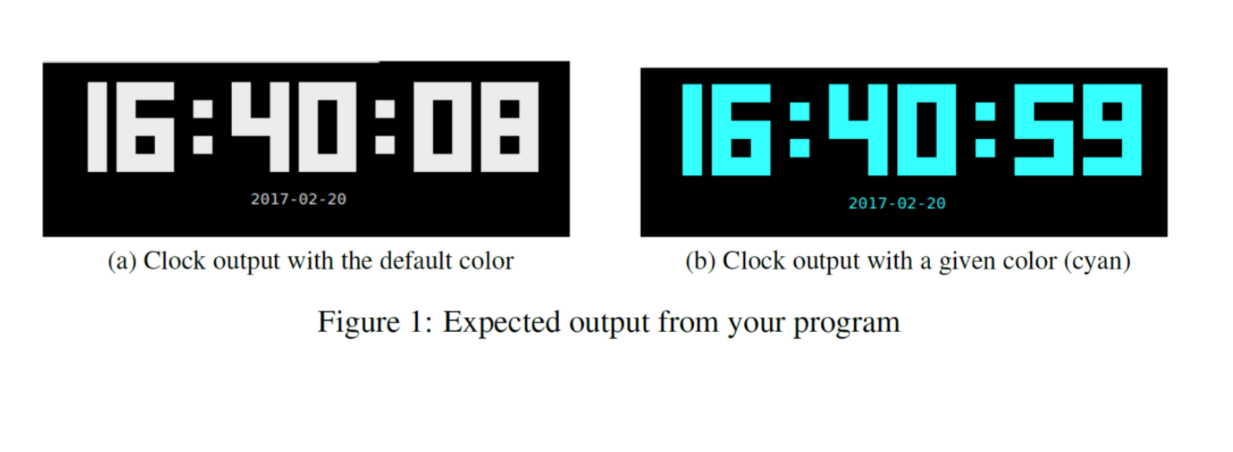 16:40:08
2017-02-20
(a) Clock output with the default color
16:40:59
2017-02-20
(b) Clock output with a given color (cyan)
Figure 1: Expected output from your program